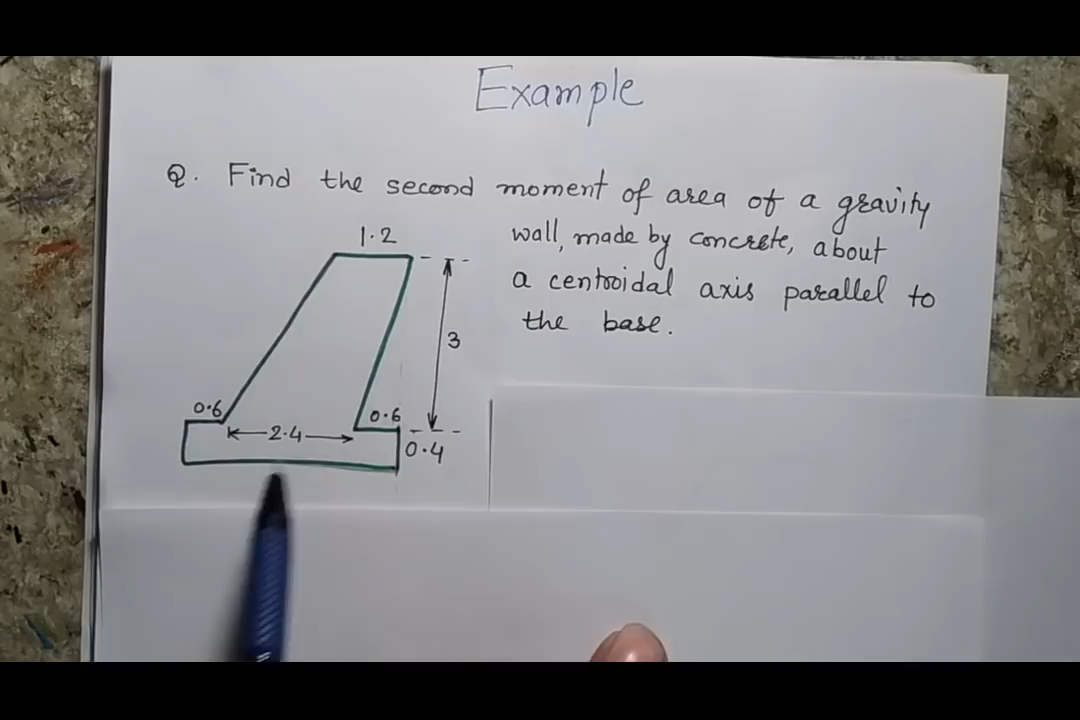 Example
Q. Find the second moment of area of a gravity
wall, made by concrete, about
a centroidal axis parallel to
the base.
1.2
3
0.6
0.6
2.4
0.4